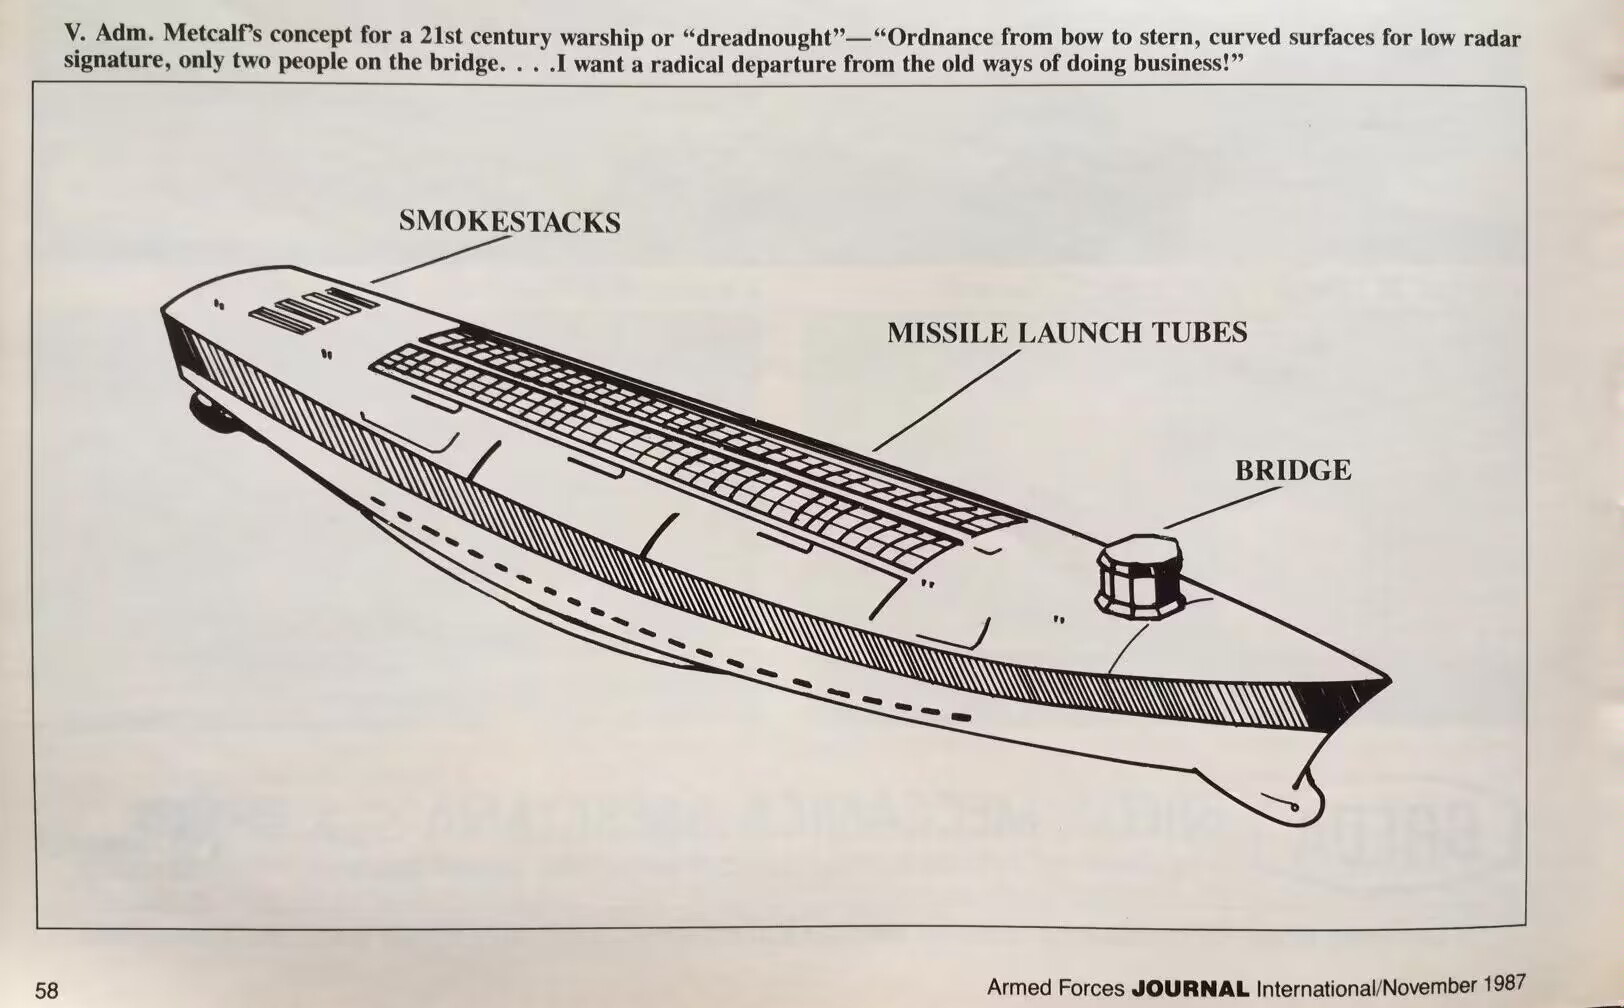 V. Adm. Metcalf's concept for a 21st century warship or “dreadnought”—“Ordnance from bow to stern, curved surfaces for low radar
signature, only two people on the bridge. . . .I want a radical departure from the old ways of doing business!”
SMOKESTACKS
MISSILE LAUNCH TUBES
BRIDGE
58
Armed Forces JOURNAL International/November 1987